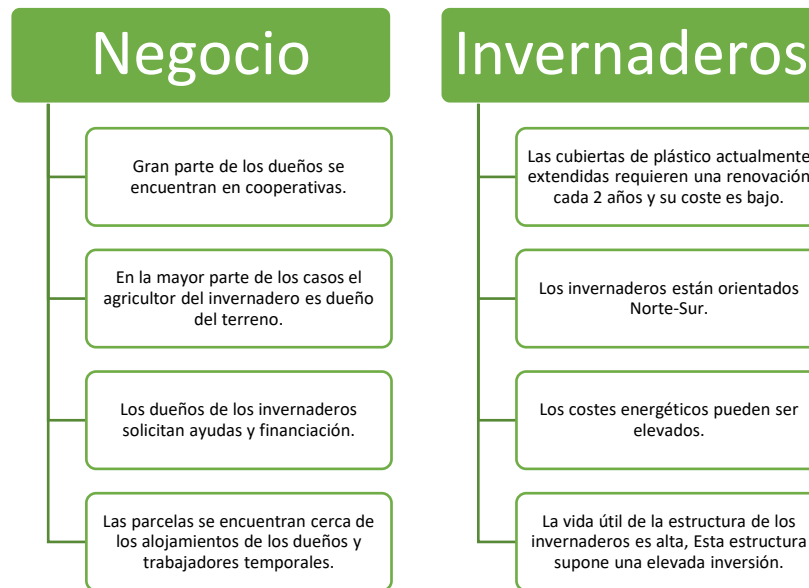 Negocio
Gran parte de los dueños se
encuentran en cooperativas.
En la mayor parte de los casos el
agricultor del invernadero es dueño
del terreno.
Los dueños de los invernaderos
solicitan ayudas y financiación.
Las parcelas se encuentran cerca de
los alojamientos de los dueños y
trabajadores temporales.
Invernaderos
Las cubiertas de plástico actualmente
extendidas requieren una renovación
cada 2 años y su coste es bajo.
Los invernaderos están orientados
Norte-Sur.
Los costes energéticos pueden ser
elevados.
La vida útil de la estructura de los
invernaderos es alta, Esta estructura
supone una elevada inversión.